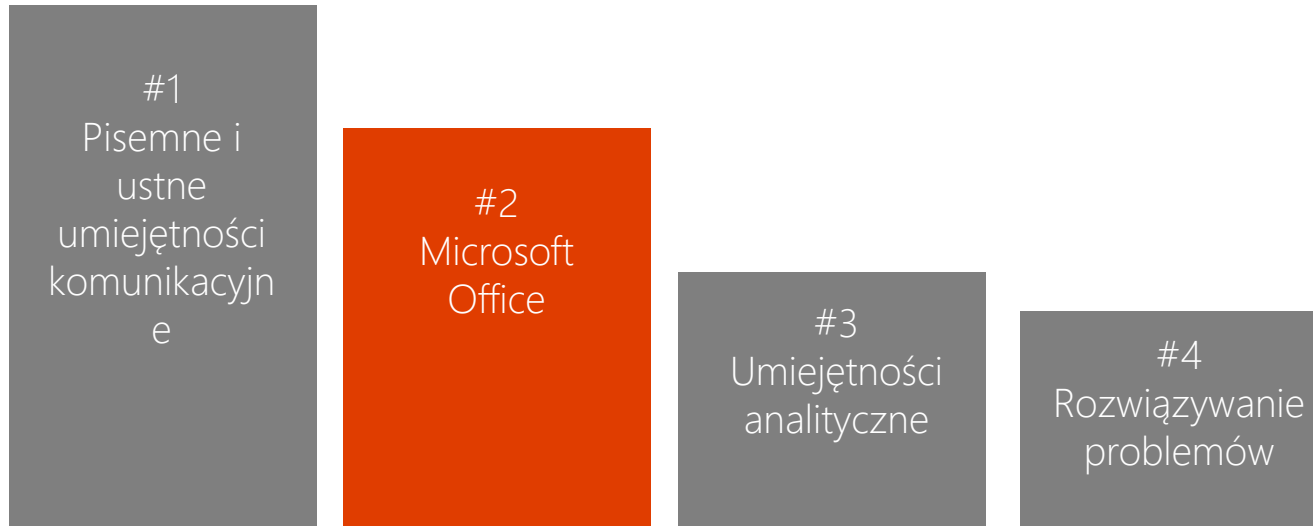 #1
Pisemne i
ustne
umiejętności
komunikacyjn
e
#2
Microsoft
Office
#3
Umiejętności
analityczne
#4
Rozwiązywanie
problemów